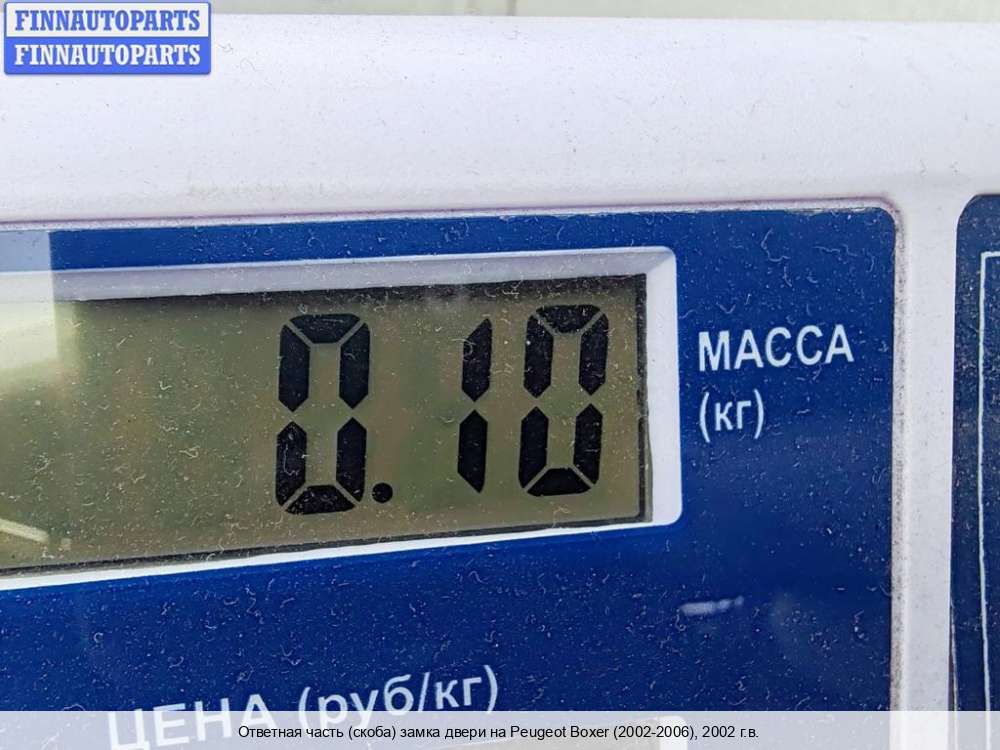 FINNAUTOPARTS
FINNAUTOPARTS
0.10
МАССА
(кг)
ЦЕНА (руб/кг)
Ответная часть (скоба) замка двери на Peugeot Boxer (2002-2006), 2002 г.в.